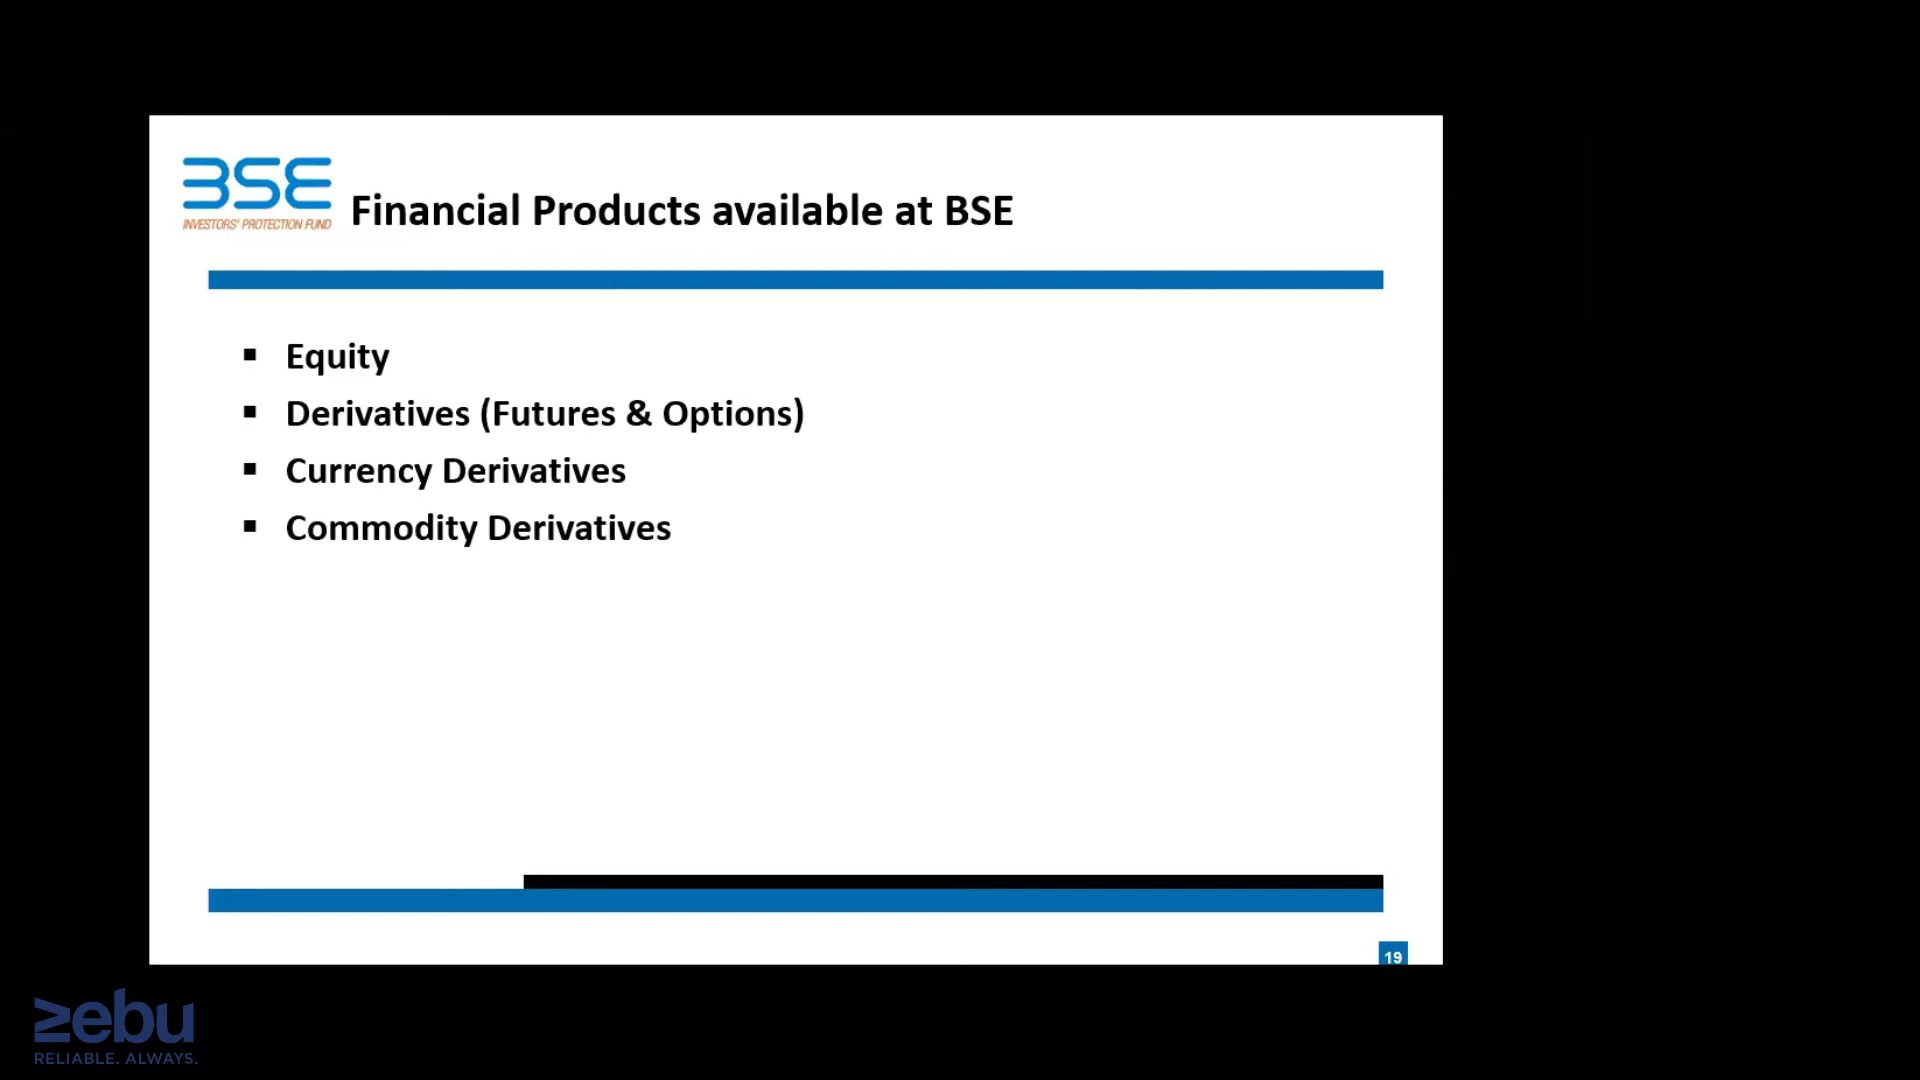 BSE
INVESTORS' PROTECTION FUND
Financial Products available at BSE
▪ Equity
▪ Derivatives (Futures & Options)
▪ Currency Derivatives
▪ Commodity Derivatives
19
zebu
RELIABLE. ALWAYS.